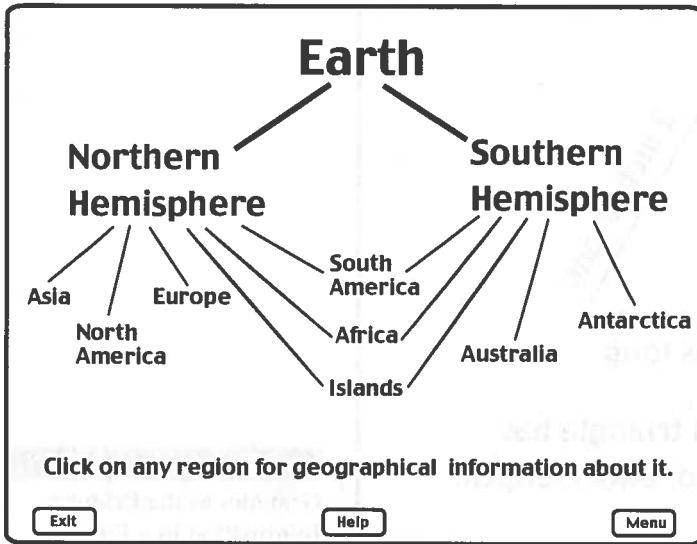 Earth
Northern
Hemisphere
Southern
Hemisphere
Asia
North
America
Europe
South
America
Africa
Islands
Australia
Antarctica
Click on any region for geographical information about it.
Exit
Help
Menu